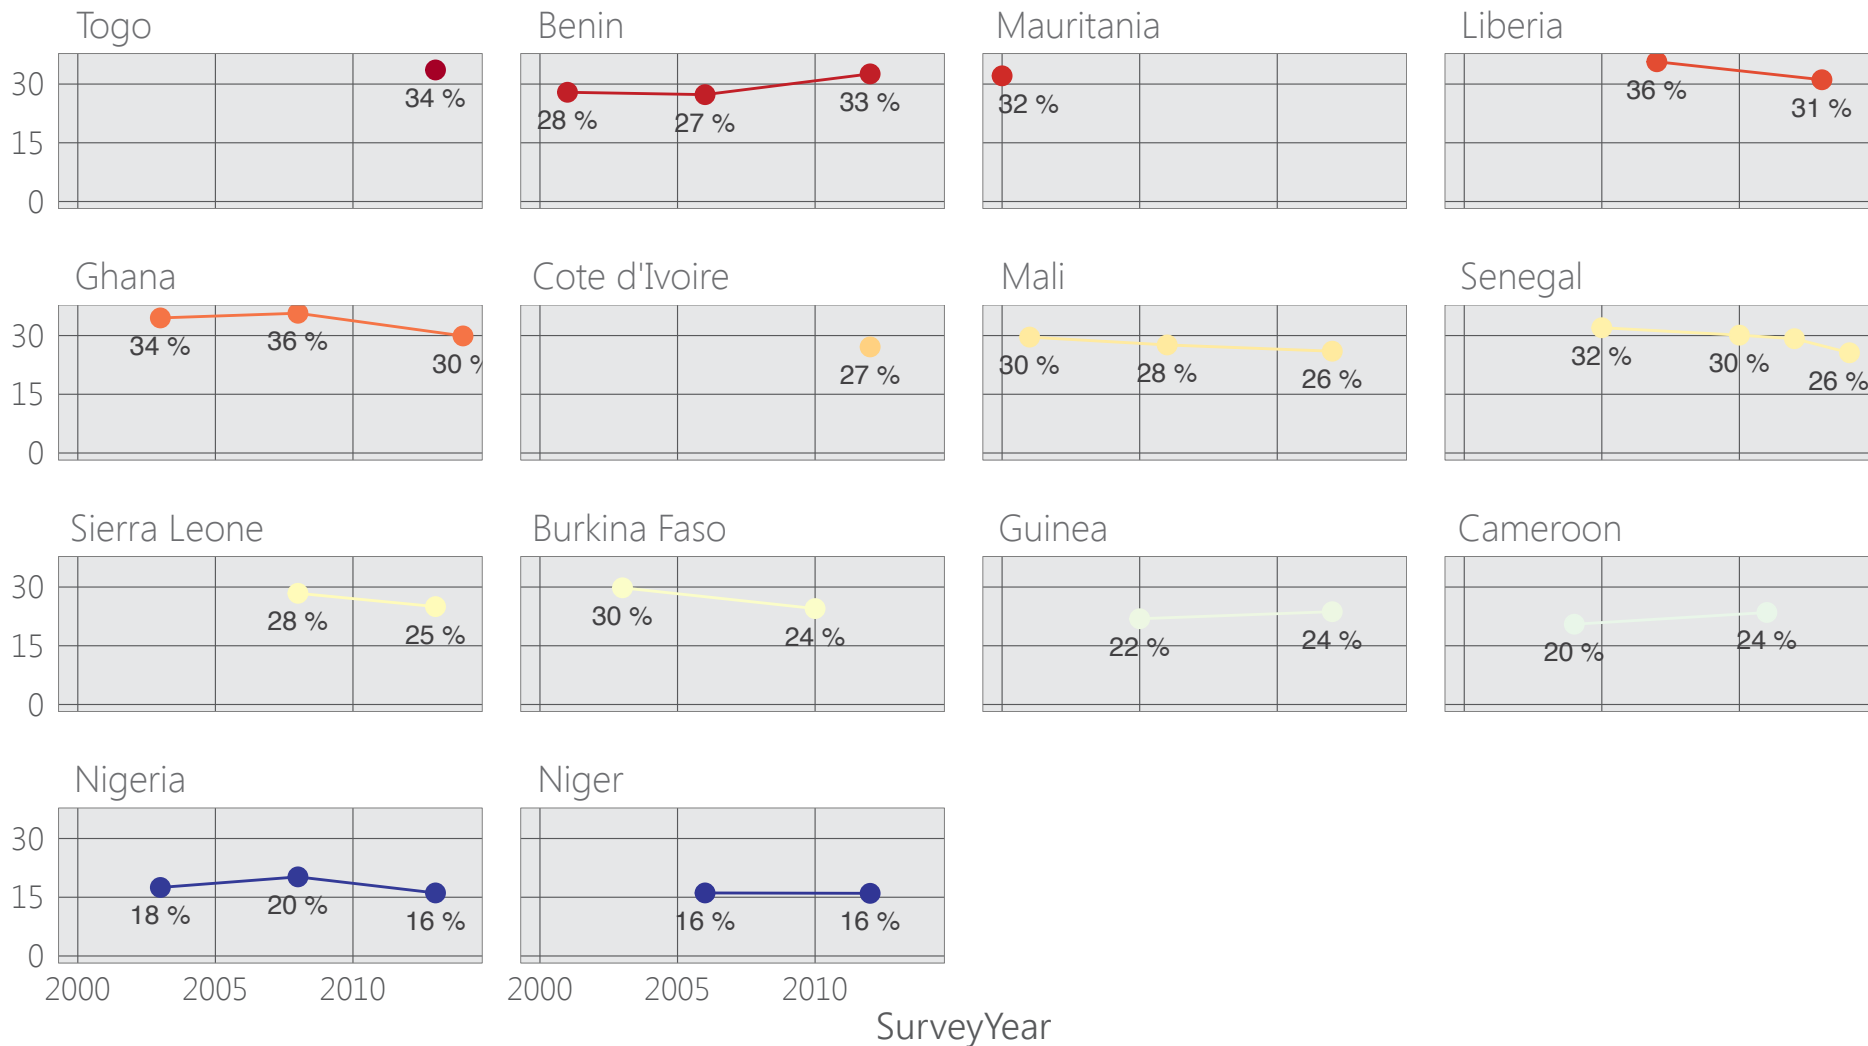 Togo Benin Mauritania Liberia
30
15
0
34 %
28 % 27 % 33 %
32 %
36 % 31 %
Ghana Cote d'Ivoire Mali Senegal
30
15
0
34 % 36 % 30 %
27 %
30 % 28 % 26 %
32 % 30 % 26 %
Sierra Leone Burkina Faso Guinea Cameroon
30
15
0
28 % 25 %
30 % 24 %
22 % 24 %
20 % 24 %
Nigeria Niger
30
15
0
18 % 20 % 16 %
16 % 16 %
2000 2005 2010 2000 2005 2010
SurveyYear